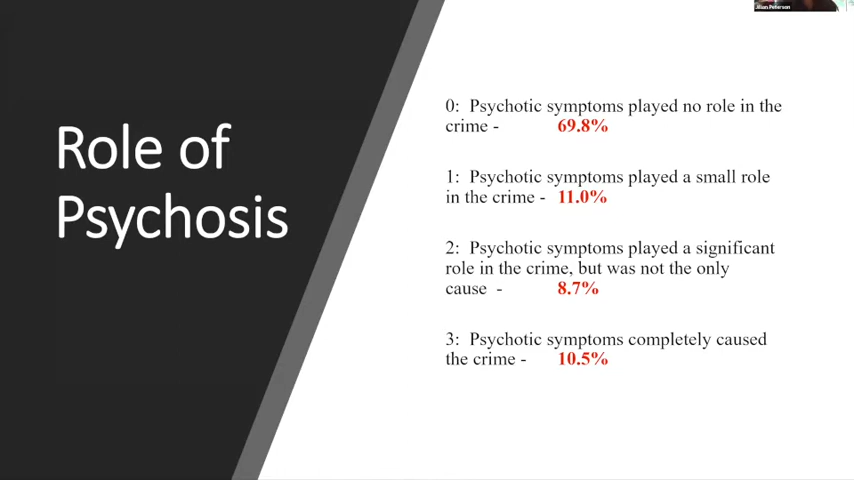 Jillian Peterson
Role of
Psychosis
0: Psychotic symptoms played no role in the
crime - 69.8%
1: Psychotic symptoms played a small role
in the crime - 11.0%
2: Psychotic symptoms played a significant
role in the crime, but was not the only
cause - 8.7%
3: Psychotic symptoms completely caused
the crime - 10.5%